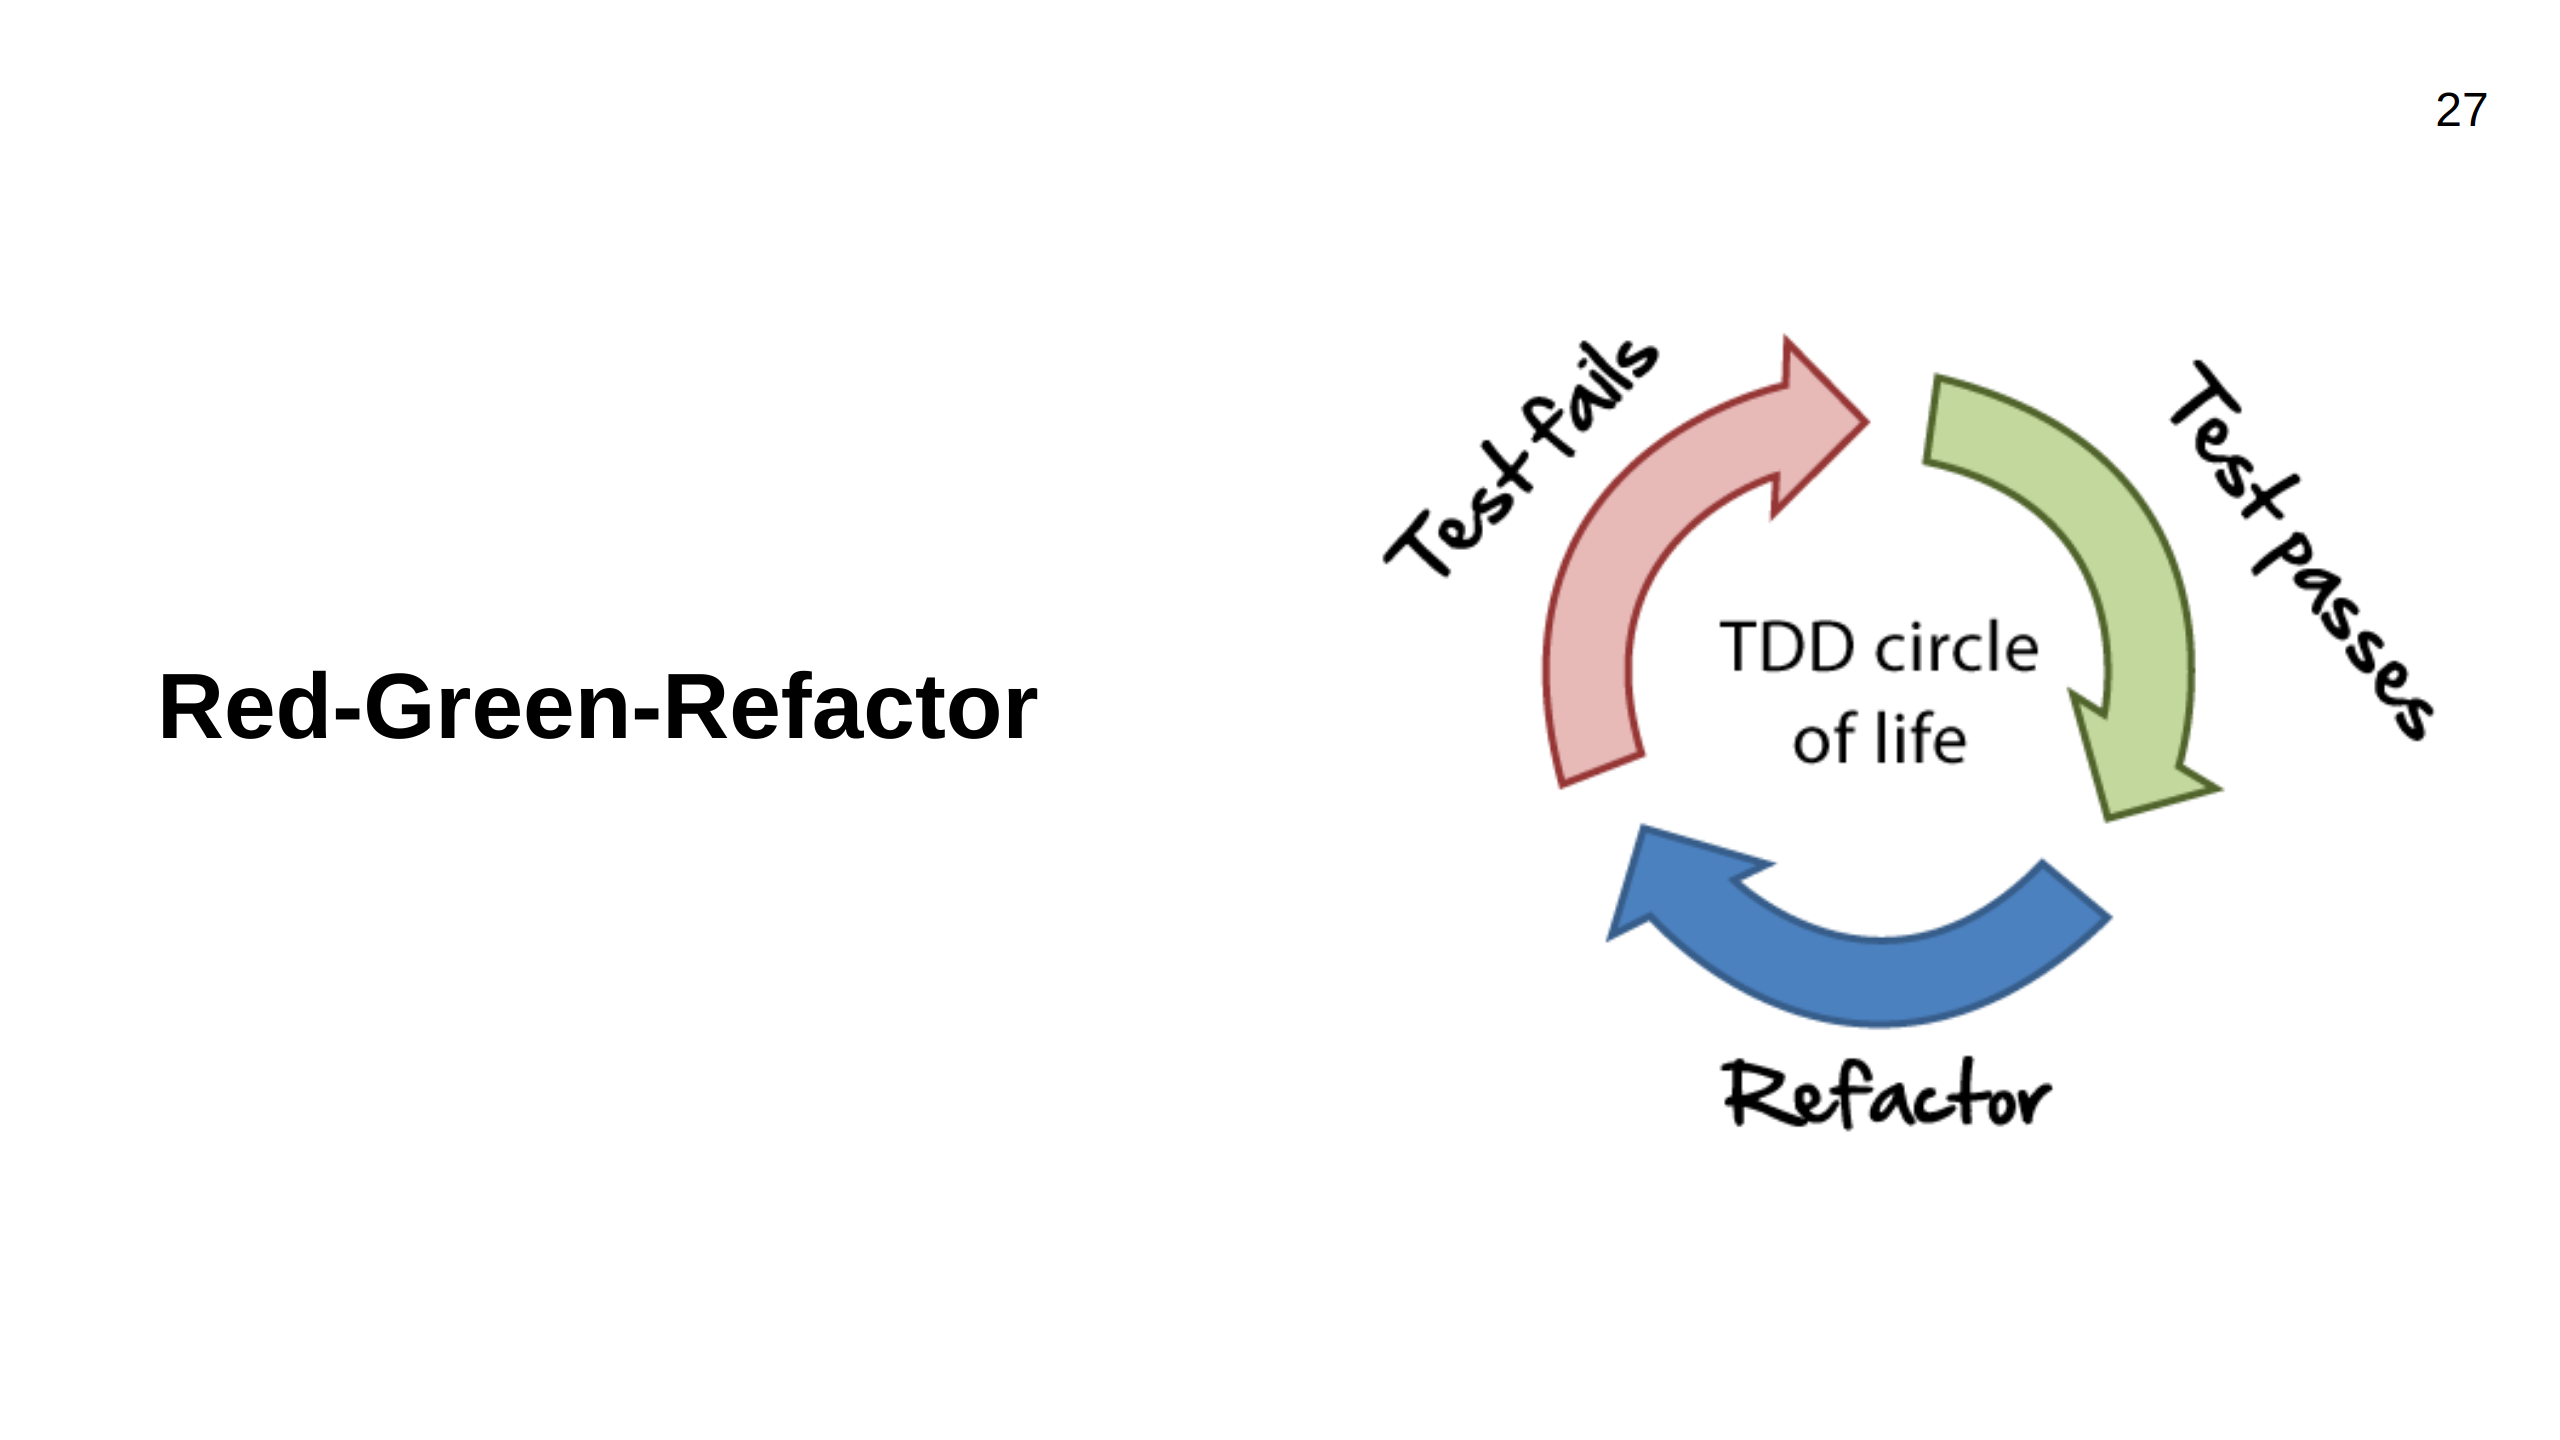 27
Red-Green-Refactor
Test fails
Test passes
TDD circle
of life
Refactor